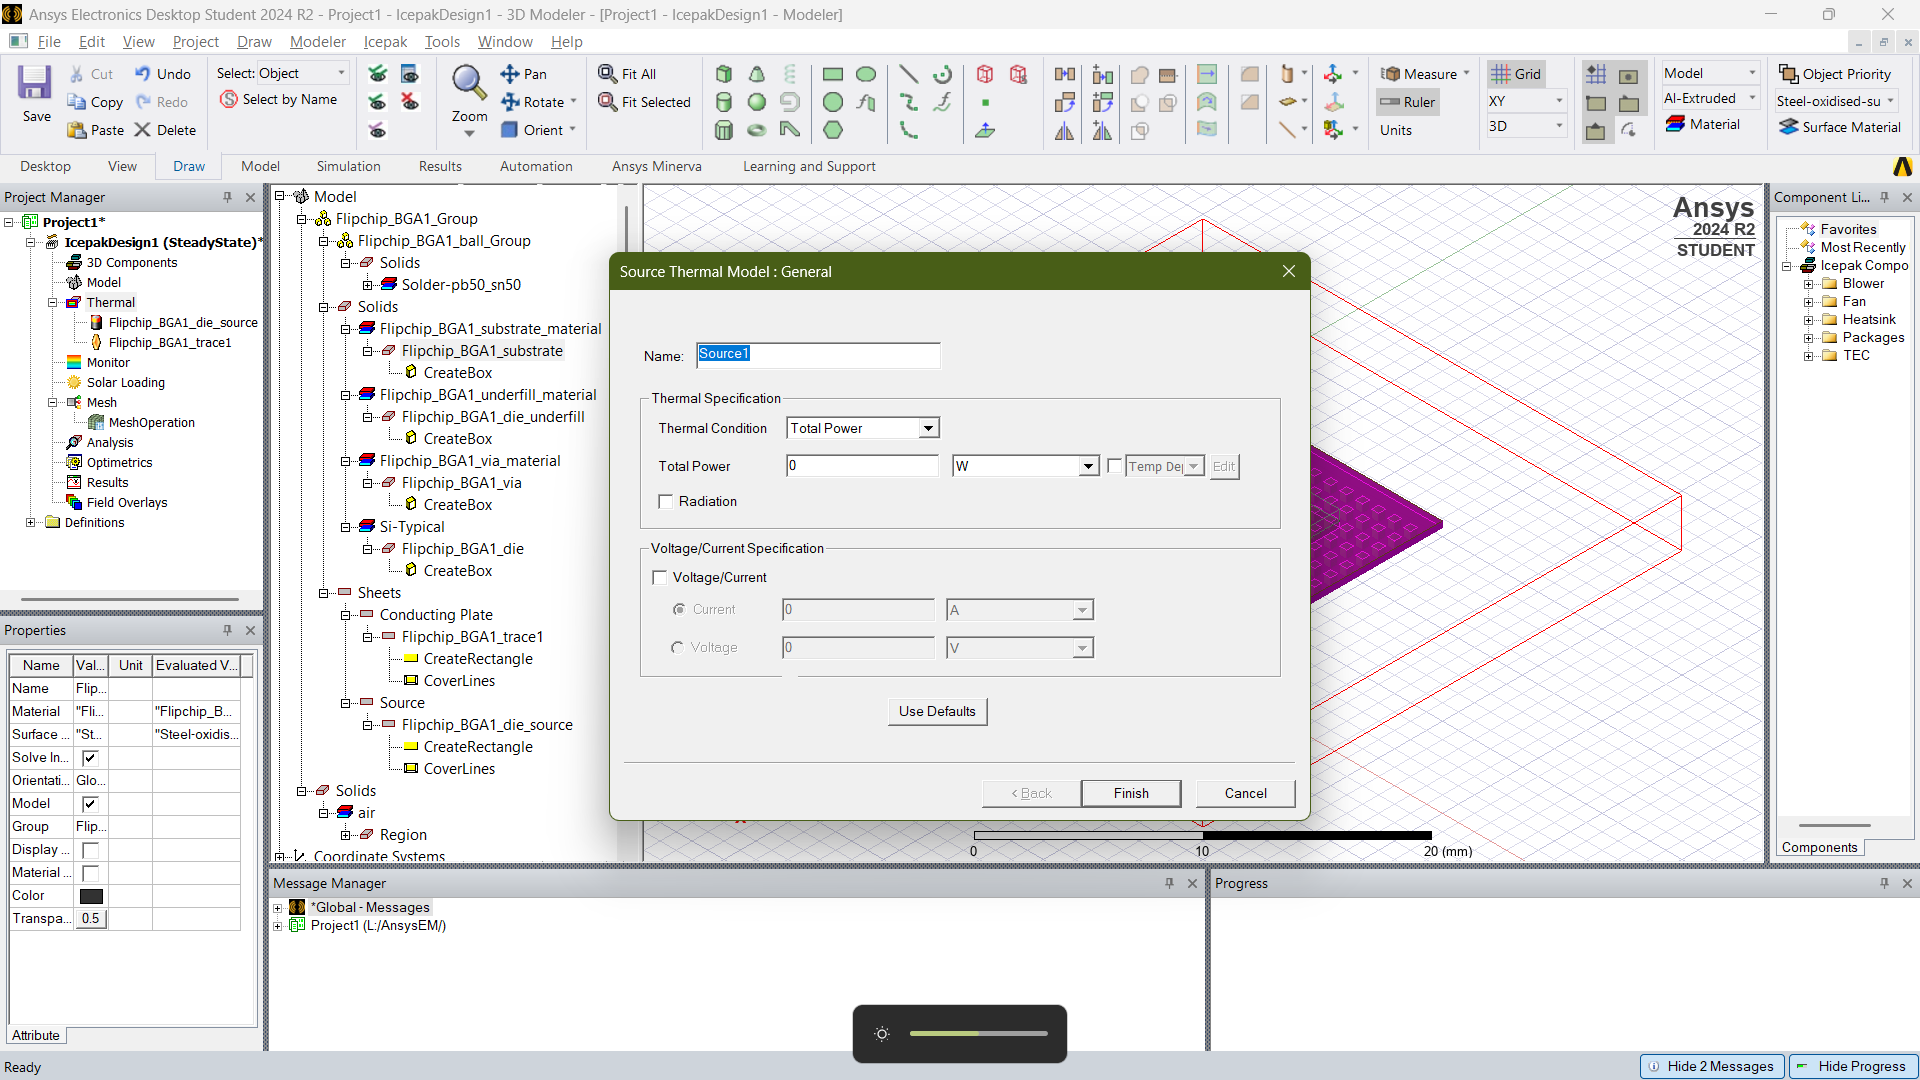 Ansys Electronics Desktop Student 2024 R2 - Project1 - IcepakDesign1 - 3D Modeler - [Project1 - IcepakDesign1 - Modeler]
File Edit View Project Draw Modeler Icepak Tools Window Help
Save
Cut
Copy
Paste
Undo
Redo
Delete
Select: Object
Select by Name
Zoom
Pan
Rotate
Orient
Fit All
Fit Selected
Measure
Ruler
Units
Grid
XY
3D
Model
Al-Extruded
Material
Object Priority
Steel-oxidised-su
Surface Material
Desktop View Draw Model Simulation Results Automation Ansys Minerva Learning and Support
Project Manager
Project1*
IcepakDesign1 (SteadyState)*
3D Components
Model
Thermal
Flipchip_BGA1_die_source
Flipchip_BGA1_trace1
Monitor
Solar Loading
Mesh
MeshOperation
Analysis
Optimetrics
Results
Field Overlays
Definitions
Properties
Name Val... Unit Evaluated V...
Name Flip...
Material "Fli... "Flipchip_B...
Surface ... "St... "Steel-oxidis...
Solve In...
Orientati... Glo...
Model
Group Flip...
Display ...
Material ...
Color
Transpa... 0.5
Attribute
Model
Flipchip_BGA1_Group
Flipchip_BGA1_ball_Group
Solids
Solder-pb50_sn50
Solids
Flipchip_BGA1_substrate_material
Flipchip_BGA1_substrate
CreateBox
Flipchip_BGA1_underfill_material
Flipchip_BGA1_die_underfill
CreateBox
Flipchip_BGA1_via_material
Flipchip_BGA1_via
CreateBox
Si-Typical
Flipchip_BGA1_die
CreateBox
Sheets
Conducting Plate
Flipchip_BGA1_trace1
CreateRectangle
CoverLines
Source
Flipchip_BGA1_die_source
CreateRectangle
CoverLines
Solids
air
Region
Coordinate Systems
Source Thermal Model : General
Name: Source1
Thermal Specification
Thermal Condition Total Power
Total Power 0 W Temp De Edit
Radiation
Voltage/Current Specification
Voltage/Current
Current 0 A
Voltage 0 V
Use Defaults
< Back Finish Cancel
Ansys
2024 R2
STUDENT
0 10 20 (mm)
Component Li...
Favorites
Most Recently
Icepak Compo
Blower
Fan
Heatsink
Packages
TEC
Components
Message Manager
*Global - Messages
Project1 (L:/AnsysEM/)
Progress
Ready
Hide 2 Messages
Hide Progress